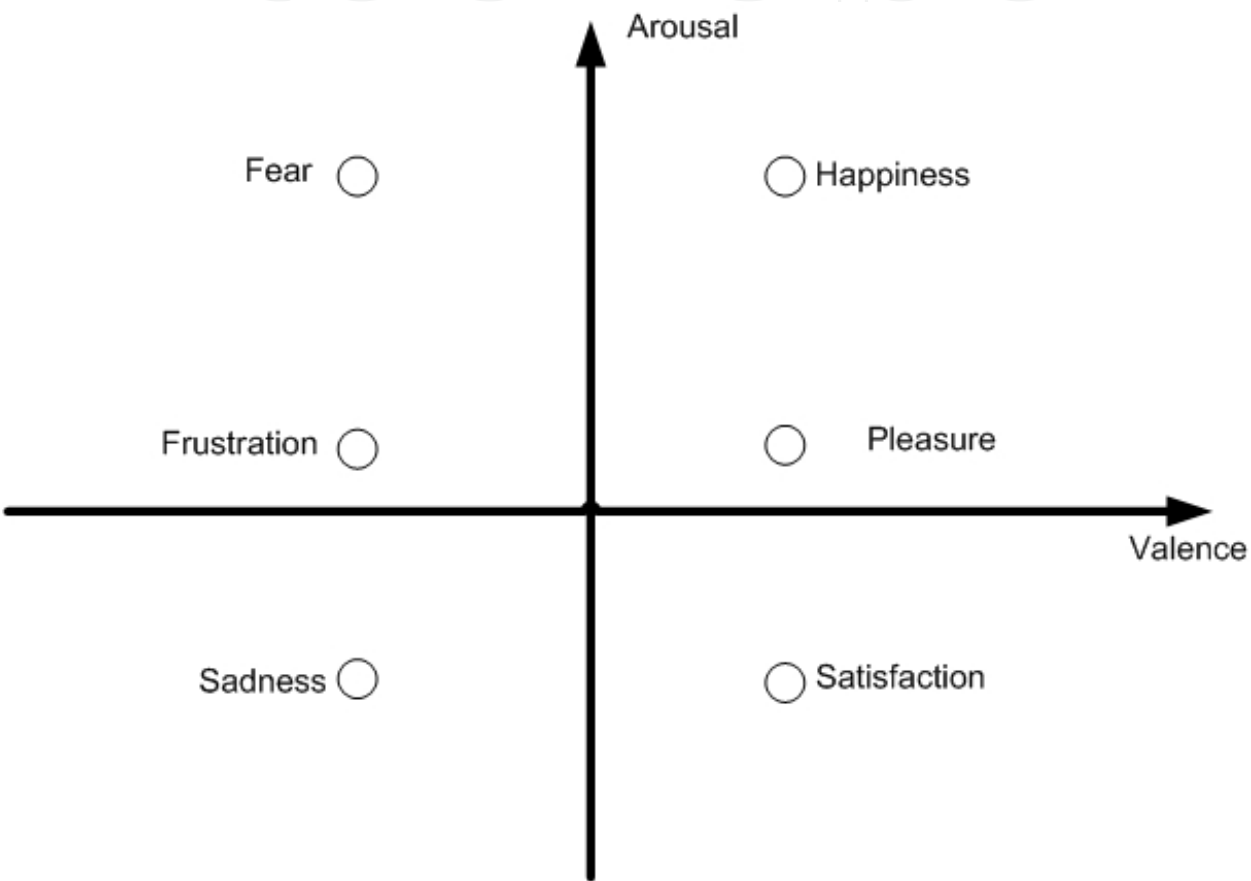 Arousal
Fear
Happiness
Frustration
Pleasure
Valence
Sadness
Satisfaction